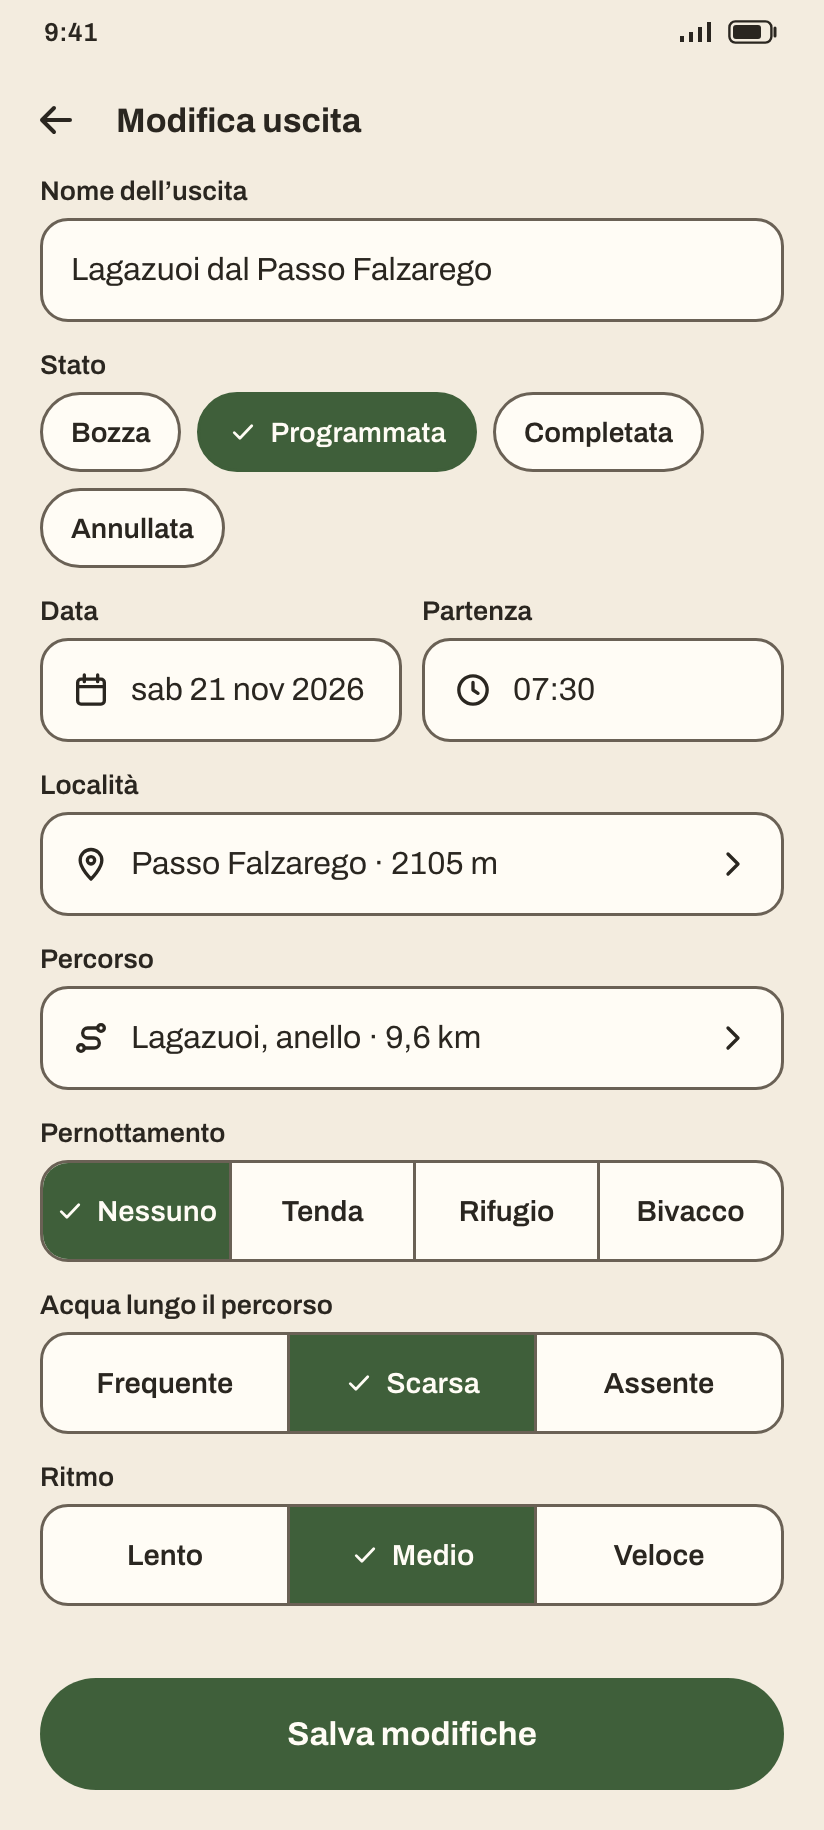 9:41
Modifica uscita
Nome dell’uscita
Lagazuoi dal Passo Falzarego
Stato
Bozza
Programmata
Completata
Annullata
Data
Partenza
sab 21 nov 2026
07:30
Località
Passo Falzarego · 2105 m
Percorso
Lagazuoi, anello · 9,6 km
Pernottamento
Nessuno
Tenda
Rifugio
Bivacco
Acqua lungo il percorso
Frequente
Scarsa
Assente
Ritmo
Lento
Medio
Veloce
Salva modifiche